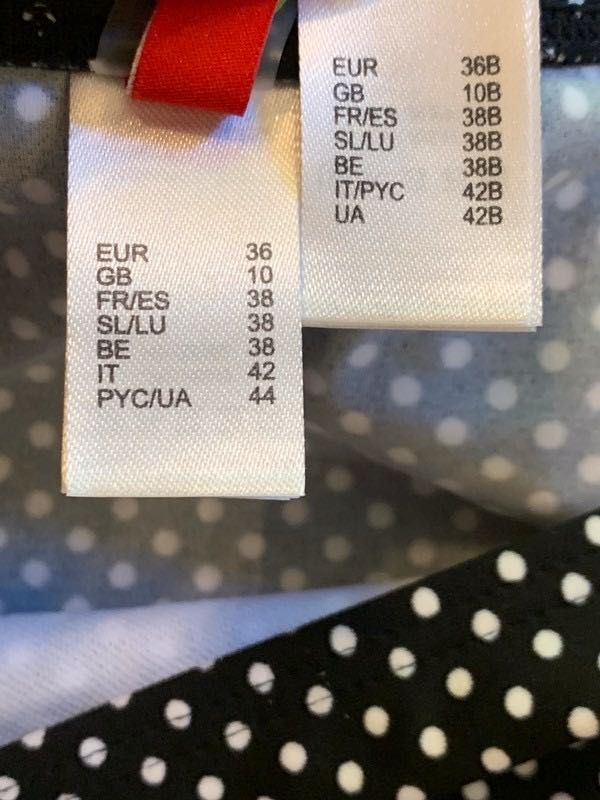 EUR 36B
GB 10B
FR/ES 38B
SL/LU 38B
BE 38B
IT/PYC 42B
UA 42B
EUR 36
GB 10
FR/ES 38
SL/LU 38
BE 38
IT 42
PYC/UA 44